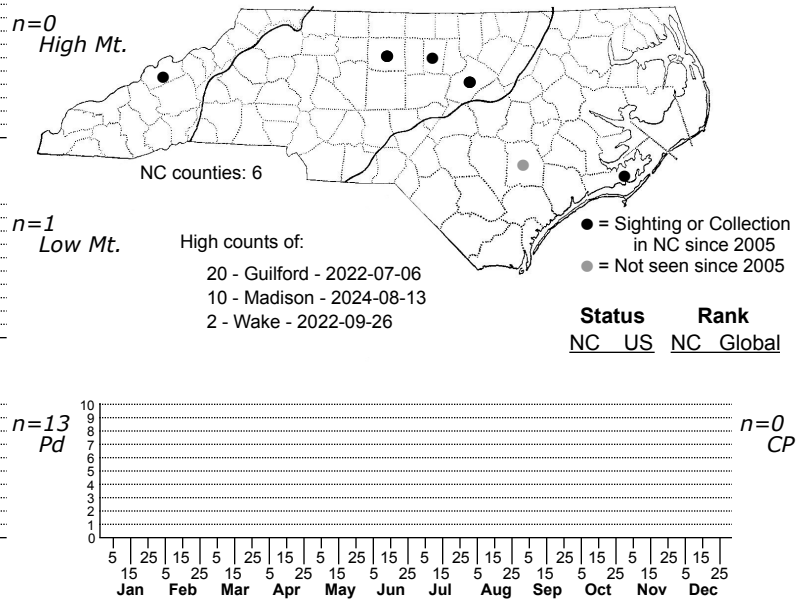 n=0
High Mt.
NC counties: 6
n=1
Low Mt.
High counts of:
20 - Guilford - 2022-07-06
10 - Madison - 2024-08-13
2 - Wake - 2022-09-26
= Sighting or Collection
in NC since 2005
= Not seen since 2005
Status Rank
NC US NC Global
n=13
Pd
10
9
8
7
6
5
4
3
2
1
0
n=0
CP
5 25 15 5 25 15 5 25 15 5 25 15 5 25 15 5 25 15
15 5 25 15 5 25 15 5 25 15 5 25 15 5 25 15 5 25
Jan Feb Mar Apr May Jun Jul Aug Sep Oct Nov Dec